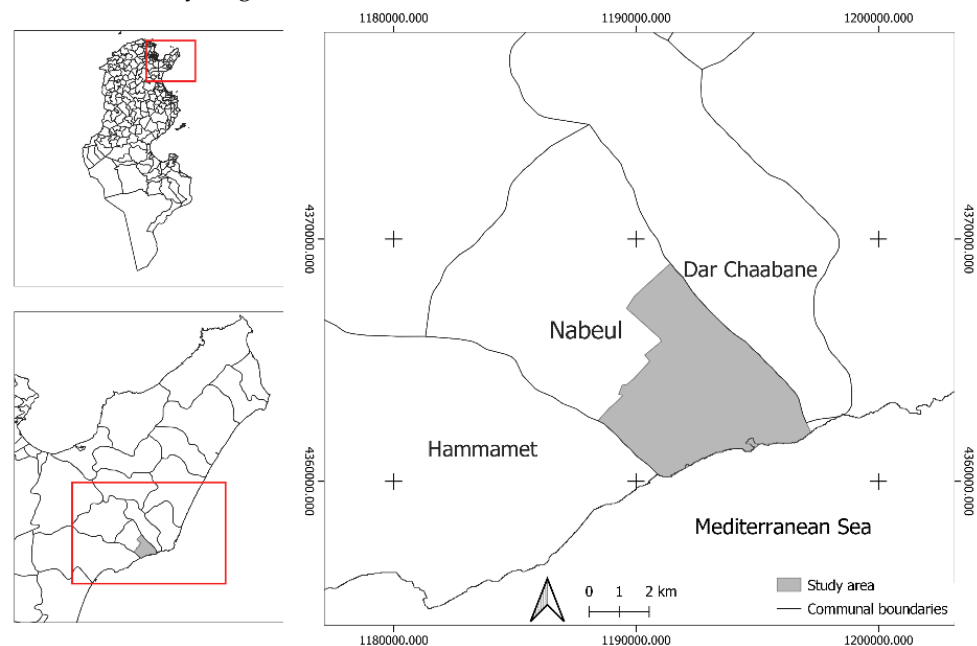 1180000.000
1190000.000
1200000.000
4370000.000
4370000.000
Dar Chaabane
Nabeul
Hammamet
4360000.000
4360000.000
Mediterranean Sea
0 1 2 km
Study area
Communal boundaries
1180000.000
1190000.000
1200000.000